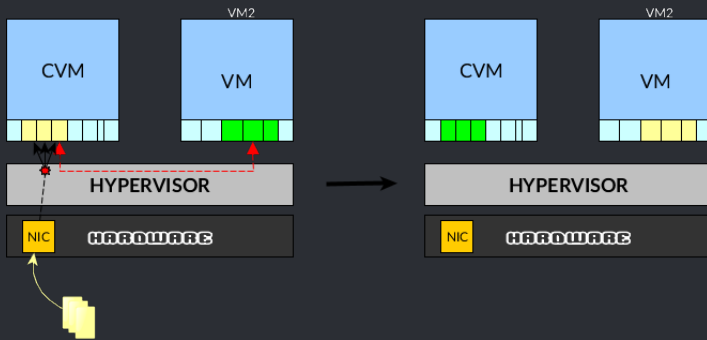 VM2
CVM
VM
HYPERVISOR
NIC
HARDWARE
VM2
CVM
VM
HYPERVISOR
NIC
HARDWARE